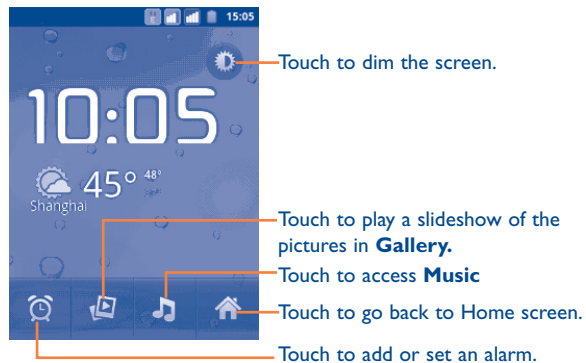 15:05
Touch to dim the screen.
10:05
45° 48°
Shanghai
Touch to play a slideshow of the
pictures in Gallery.
Touch to access Music
Touch to go back to Home screen.
Touch to add or set an alarm.